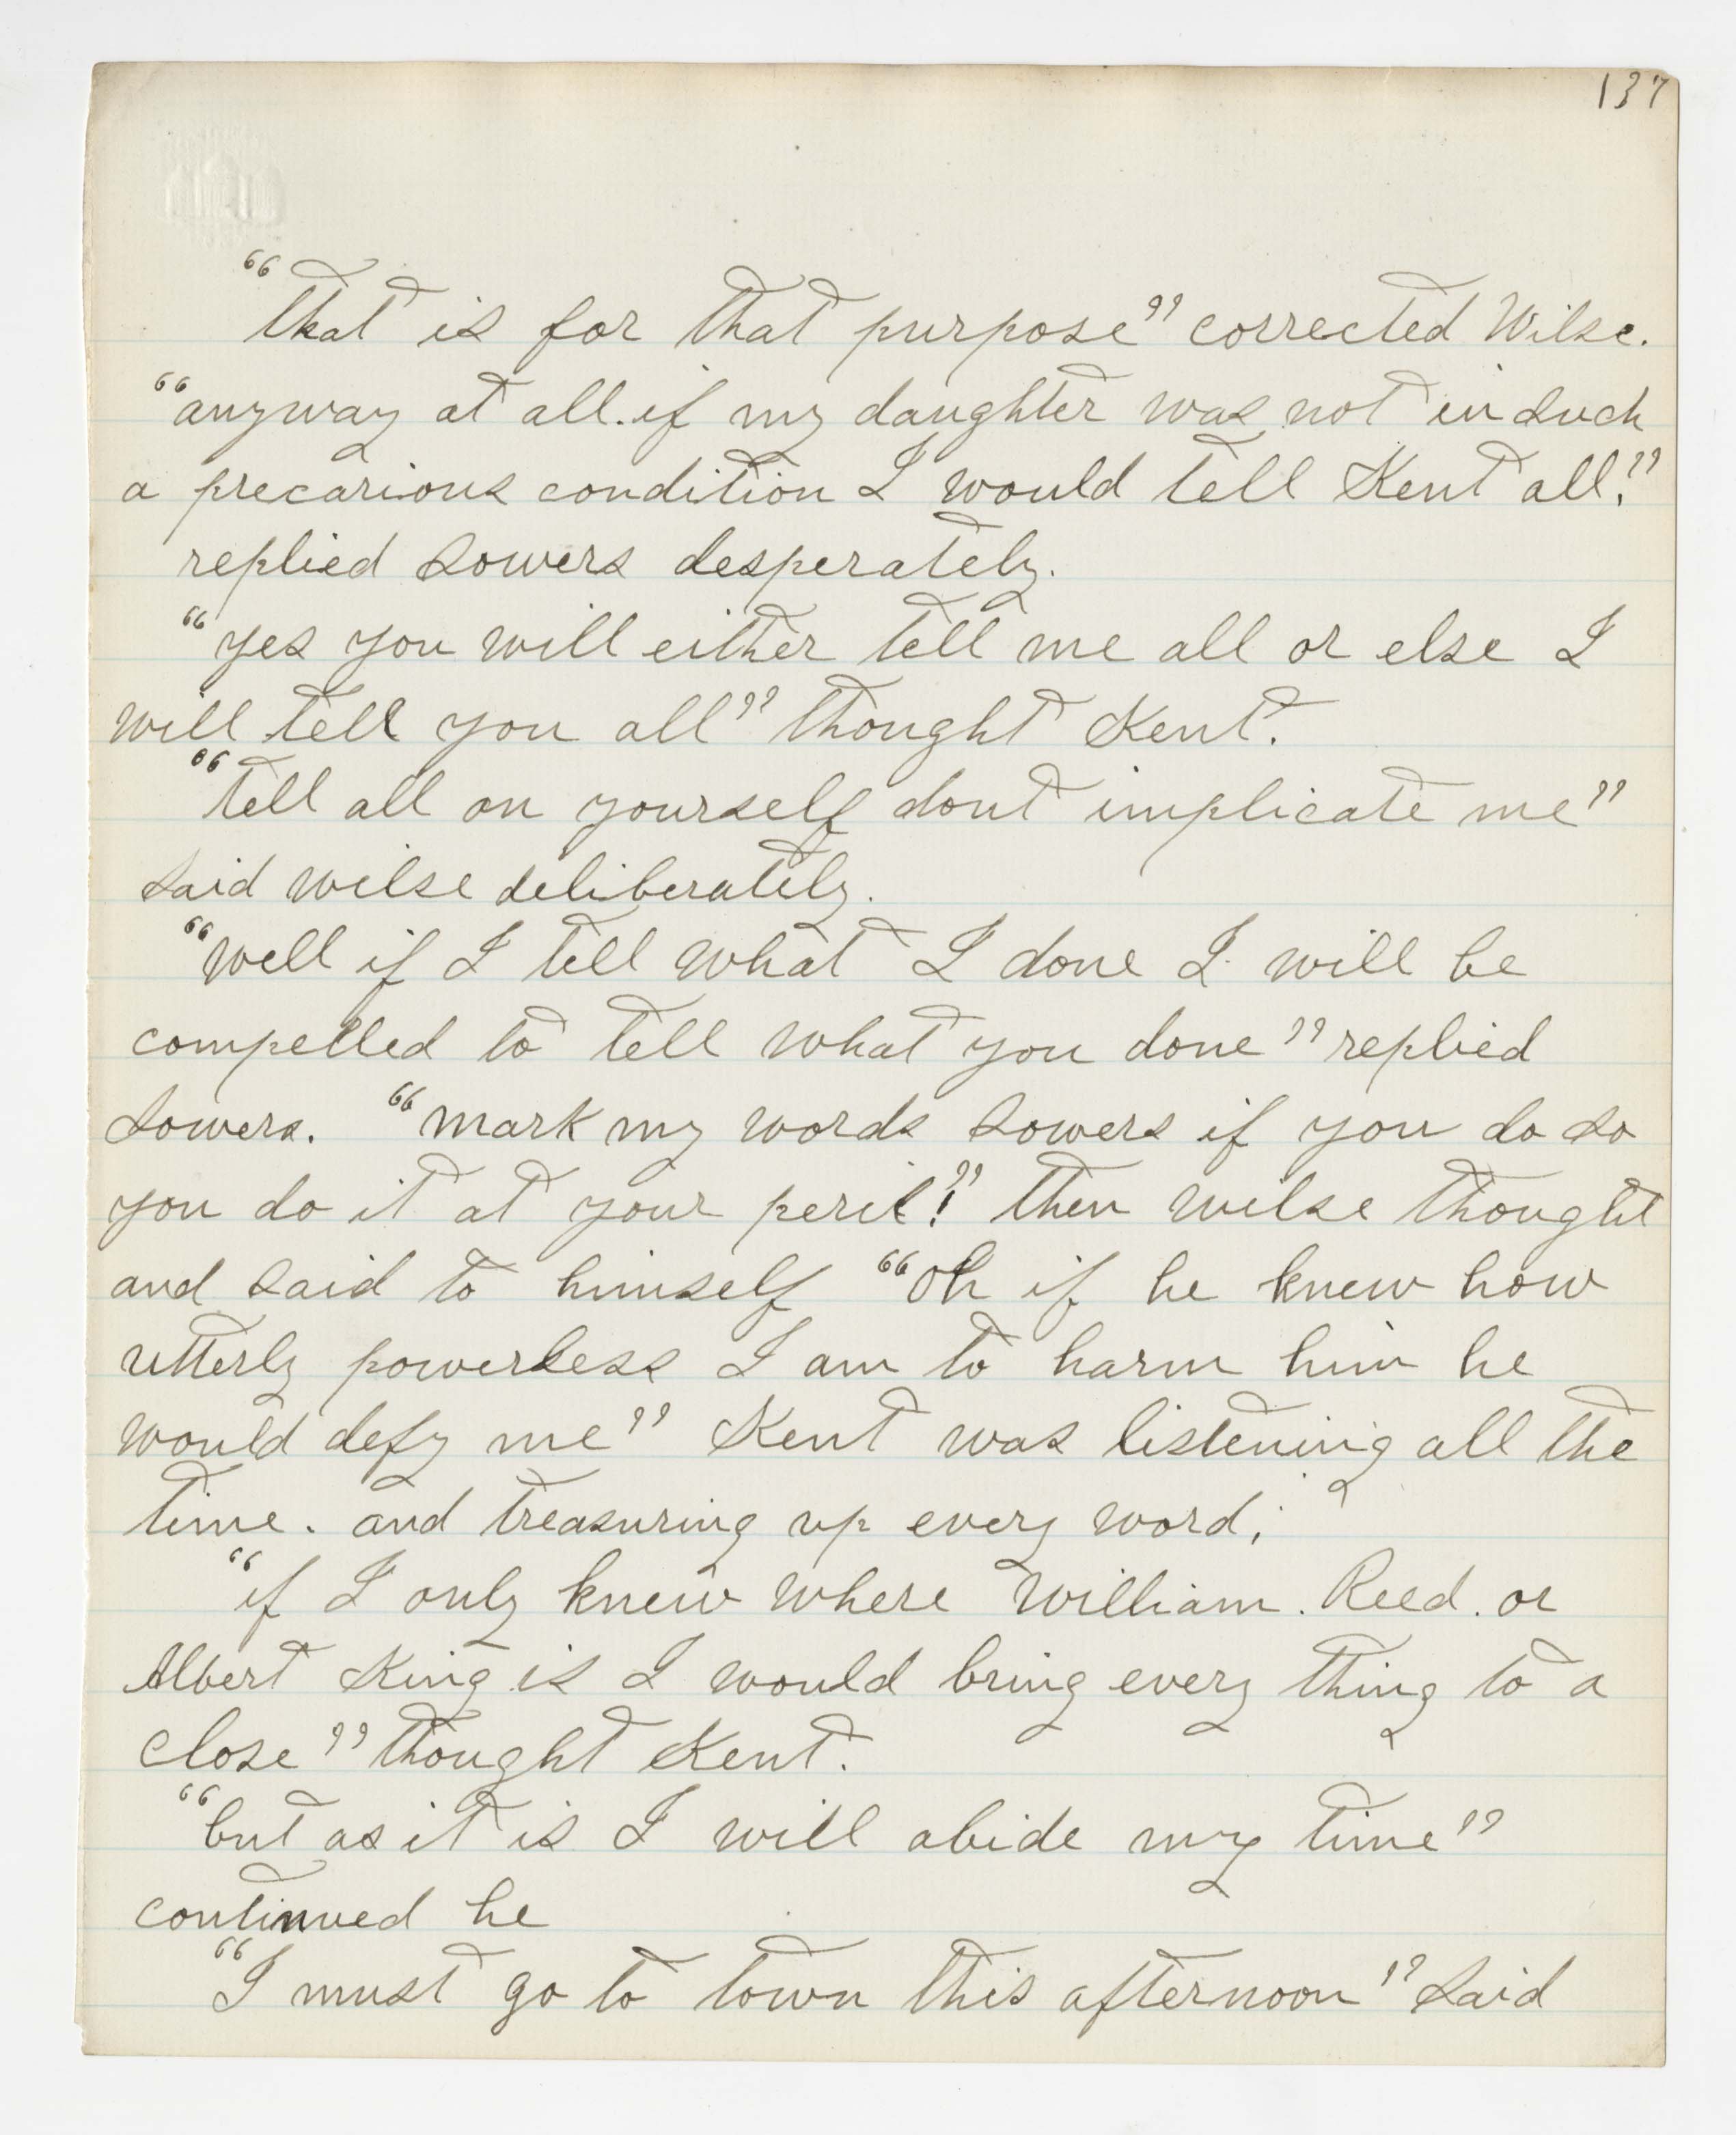 137
"that is for that purpose" corrected Wilse.
"anyway at all. if my daughter was not in such
a precarious condition I would tell Kent all."
replied Sowers desperately.
"yes you will either tell me all or else I
will tell you all" thought Kent.
"tell all on yourself dont implicate me"
said wilse deliberately.
"well if I tell what I done I will be
compelled to tell what you done" replied
Sowers. "mark my words Sowers if you do so
you do it at your peril!" then wilse thought
and said to himself "oh if he knew how
utterly powerless I am to harm him he
would defy me" Kent was listening all the
time. and treasuring up every word;
"if I only knew where William. Reed. or
Albert King is I would bring every thing to a
close" thought Kent.
"but as it is I will abide my time"
continued he
"I must go to town this afternoon" said